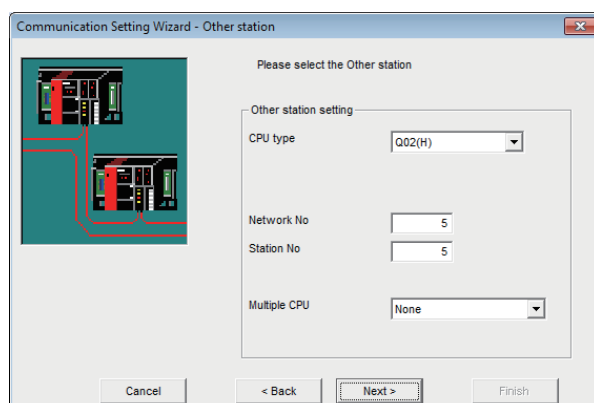 Communication Setting Wizard - Other station
Please select the Other station
Other station setting
CPU type
Q02(H)
Network No
5
Station No
5
Multiple CPU
None
Cancel
< Back
Next >
Finish